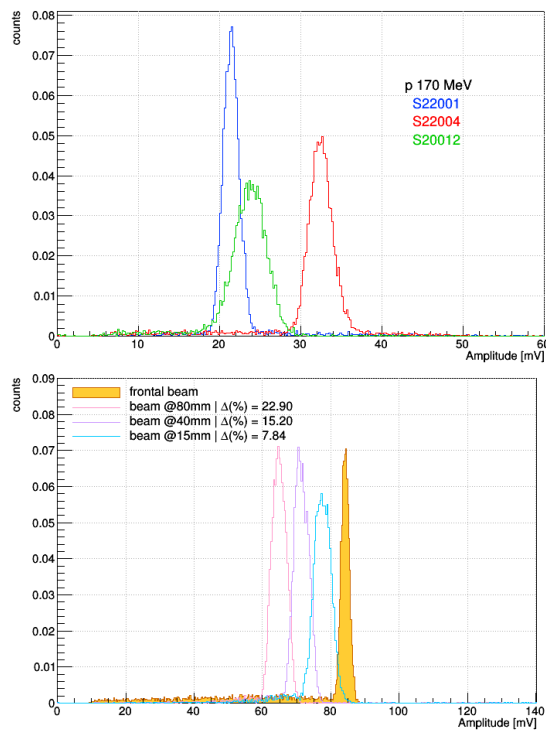 counts
0.08
0.07
0.06
0.05
0.04
0.03
0.02
0.01
0
p 170 MeV
S22001
S22004
S20012
0 10 20 30 40 50 60
Amplitude [mV]
counts
0.09
0.08
0.07
0.06
0.05
0.04
0.03
0.02
0.01
0
frontal beam
beam @80mm | Δ(%) = 22.90
beam @40mm | Δ(%) = 15.20
beam @15mm | Δ(%) = 7.84
0 20 40 60 80 100 120 140
Amplitude [mV]